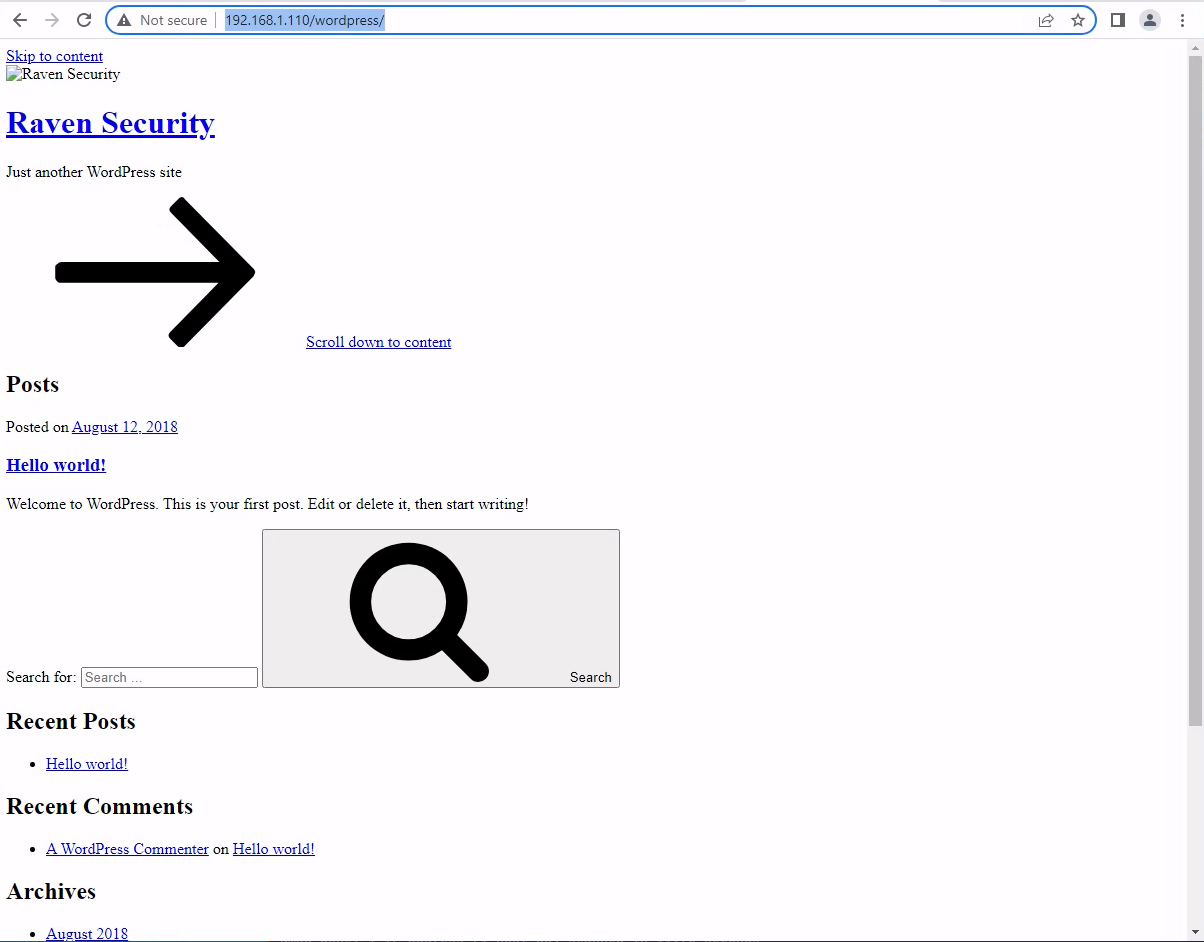 Not secure 192.168.1.110/wordpress/
Skip to content
Raven Security
Raven Security
Just another WordPress site
Scroll down to content
Posts
Posted on August 12, 2018
Hello world!
Welcome to WordPress. This is your first post. Edit or delete it, then start writing!
Search for: Search ... Search
Recent Posts
Hello world!
Recent Comments
A WordPress Commenter on Hello world!
Archives
August 2018